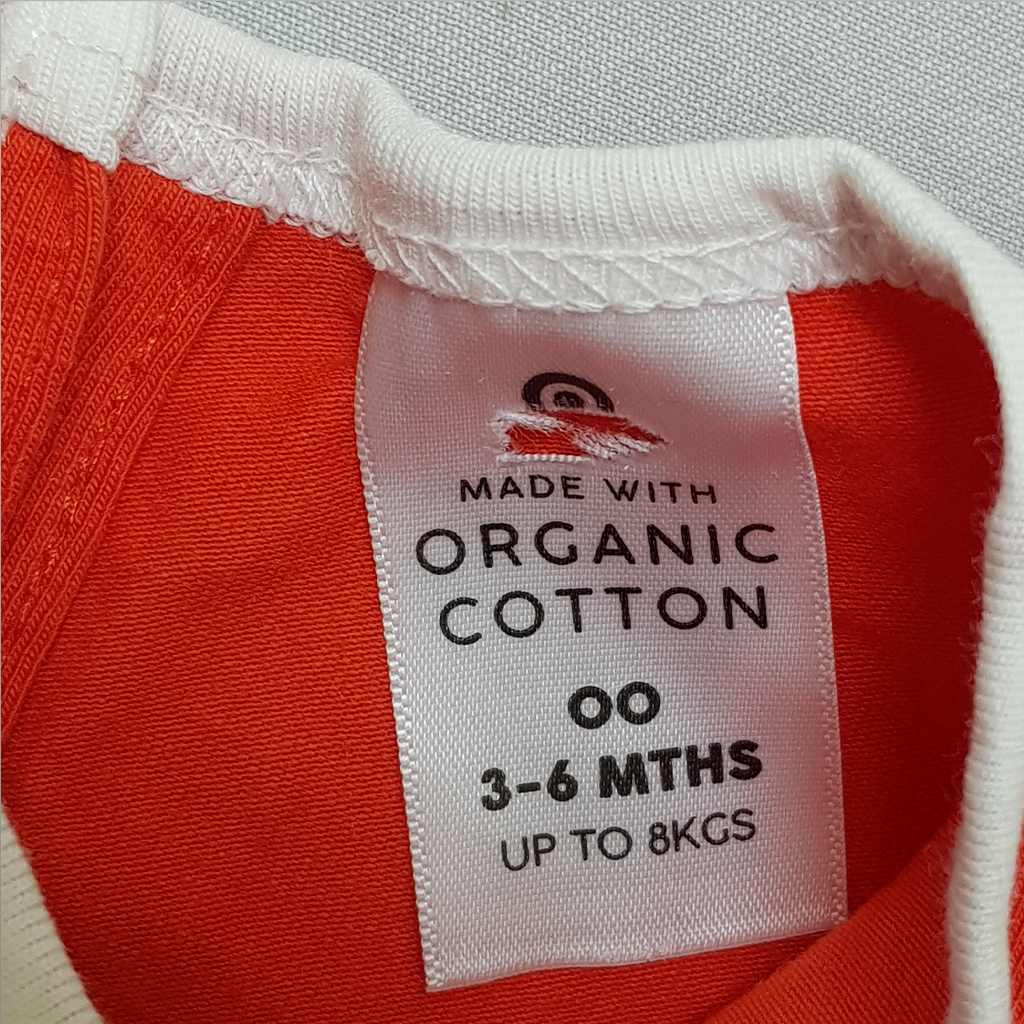 MADE WITH
ORGANIC
COTTON
00
3-6 MTHS
UP TO 8KGS